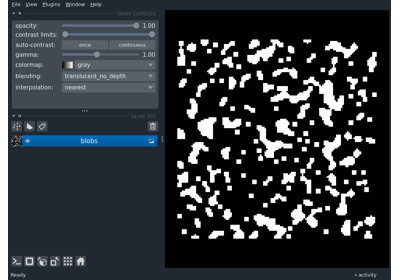 File View Plugins Window Help
layer controls
opacity: 1.00
contrast limits:
auto-contrast: once continuous
gamma: 1.00
colormap: gray
blending: translucent_no_depth
interpolation: nearest
layer list
blobs
Ready
activity